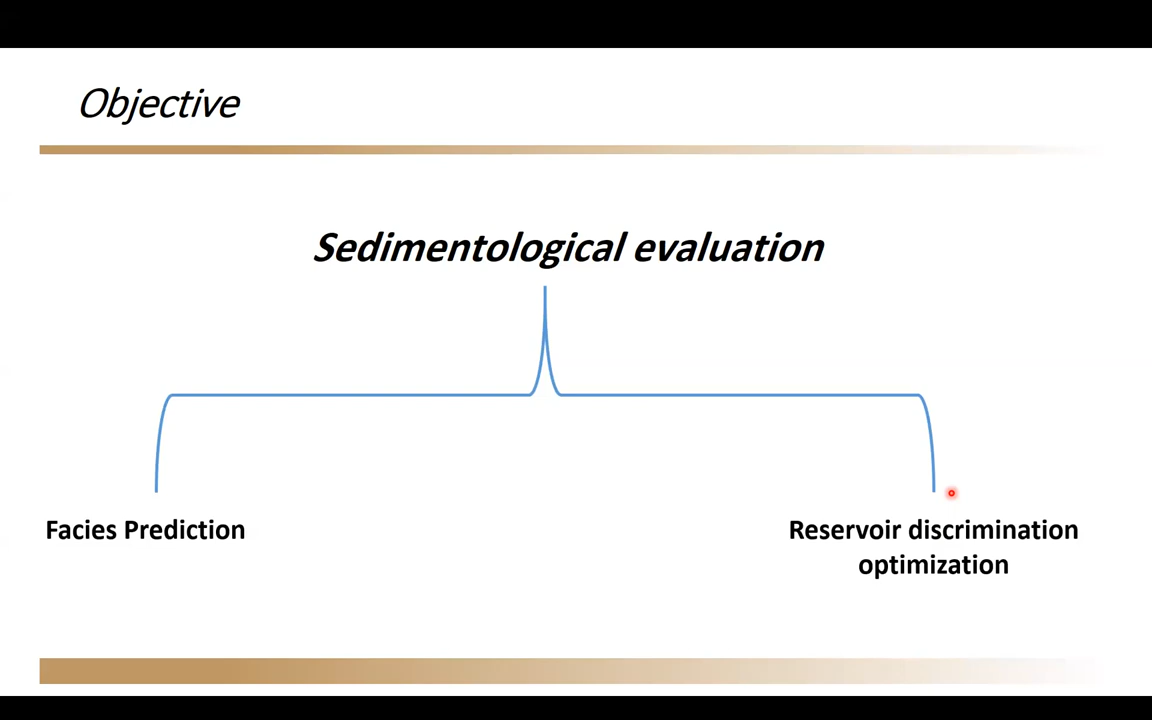 Objective
Sedimentological evaluation
Facies Prediction
Reservoir discrimination
optimization